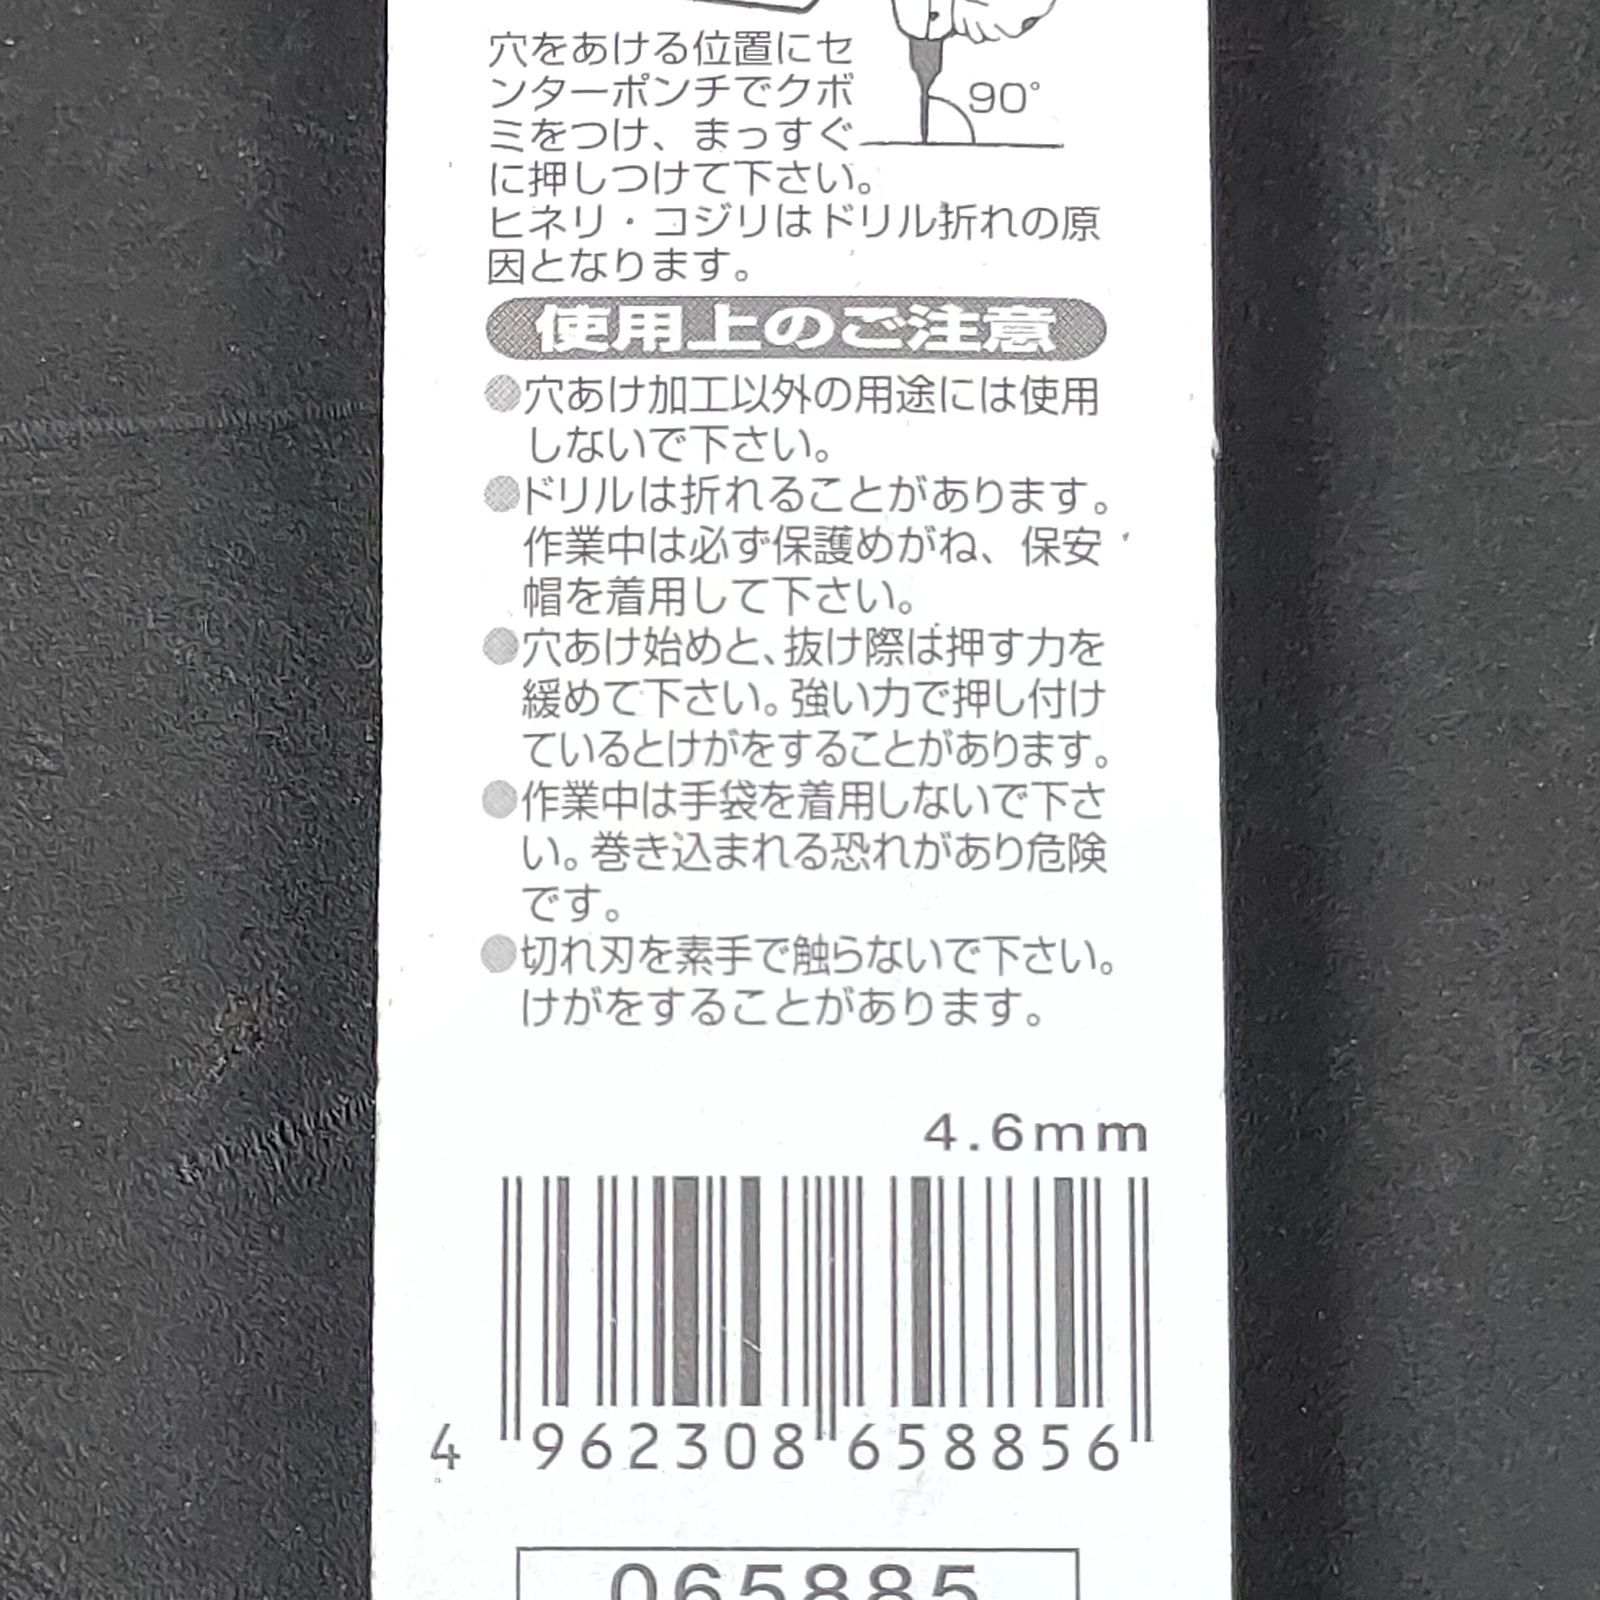 穴をあける位置にセ
ンターポンチでクボ
ミをつけ、まっすぐ
に押しつけて下さい。
90°
ヒネリ・コジリはドリル折れの原
因となります。
使用上のご注意
●穴あけ加工以外の用途には使用
しないで下さい。
●ドリルは折れることがあります。
作業中は必ず保護めがね、保安
帽を着用して下さい。
●穴あけ始めと、抜け際は押す力を
緩めて下さい。強い力で押し付け
ているとけがをすることがあります。
●作業中は手袋を着用しないで下さ
い。巻き込まれる恐れがあり危険
です。
●切れ刃を素手で触らないで下さい。
けがをすることがあります。
4.6mm
4 962308 658856
065885